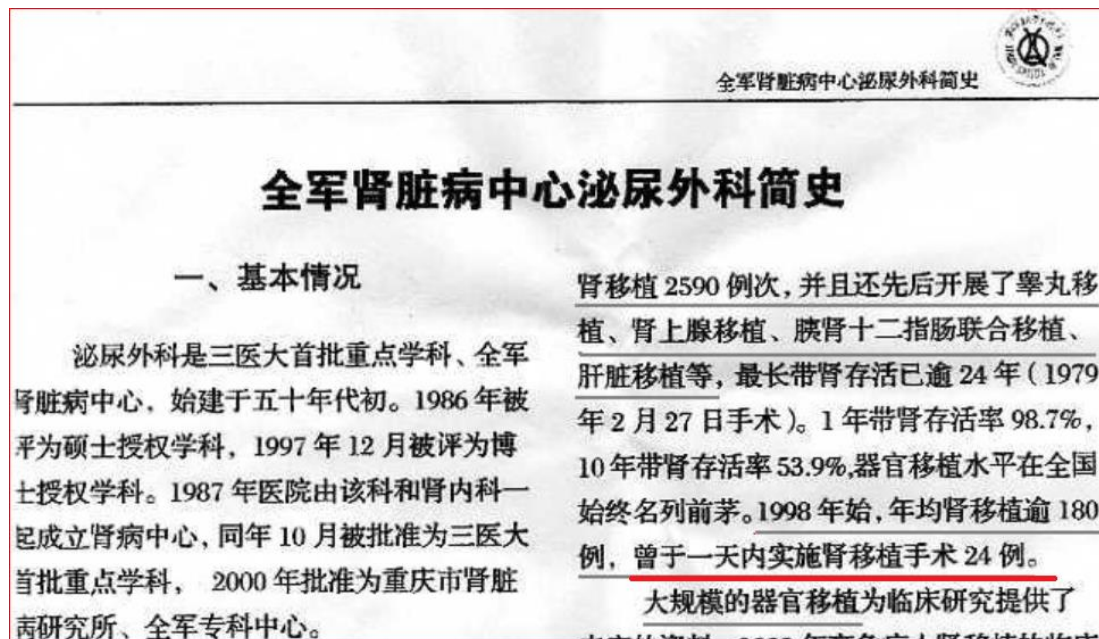 全军肾脏病中心泌尿外科简史
全军肾脏病中心泌尿外科简史
一、基本情况
泌尿外科是三医大首批重点学科、全军
肾脏病中心，始建于五十年代初。1986 年被
评为硕士授权学科，1997 年 12 月被评为博
士授权学科。1987 年医院由该科和肾内科一
起成立肾病中心，同年 10 月被批准为三医大
首批重点学科， 2000 年批准为重庆市肾脏
病研究所、全军专科中心。
肾移植 2590 例次，并且还先后开展了睾丸移
植、肾上腺移植、胰肾十二指肠联合移植、
肝脏移植等，最长带肾存活已逾 24 年（1979
年 2 月 27 日手术）。1 年带肾存活率 98.7%，
10 年带肾存活率 53.9%,器官移植水平在全国
始终名列前茅。1998 年始，年均肾移植逾 180
例，曾于一天内实施肾移植手术 24 例。
大规模的器官移植为临床研究提供了